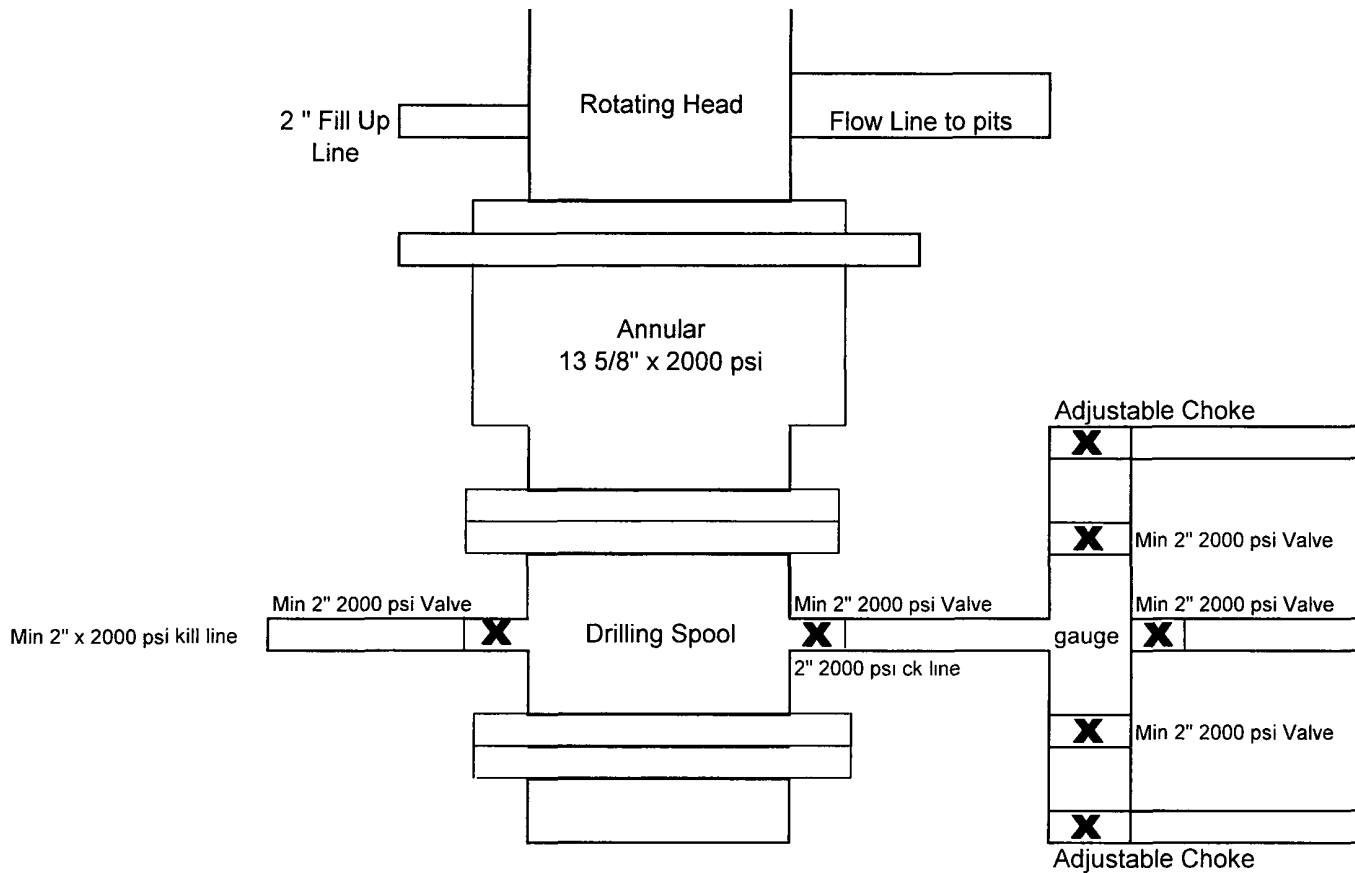 Rotating Head
2 " Fill Up
Line
Flow Line to pits
Annular
13 5/8" x 2000 psi
Adjustable Choke
Min 2" 2000 psi Valve
Min 2" 2000 psi Valve
Min 2" 2000 psi Valve
Min 2" 2000 psi Valve
Min 2" x 2000 psi kill line
X
Drilling Spool
X
gauge
X
2" 2000 psi ck line
X
X
X
Min 2" 2000 psi Valve
X
Adjustable Choke